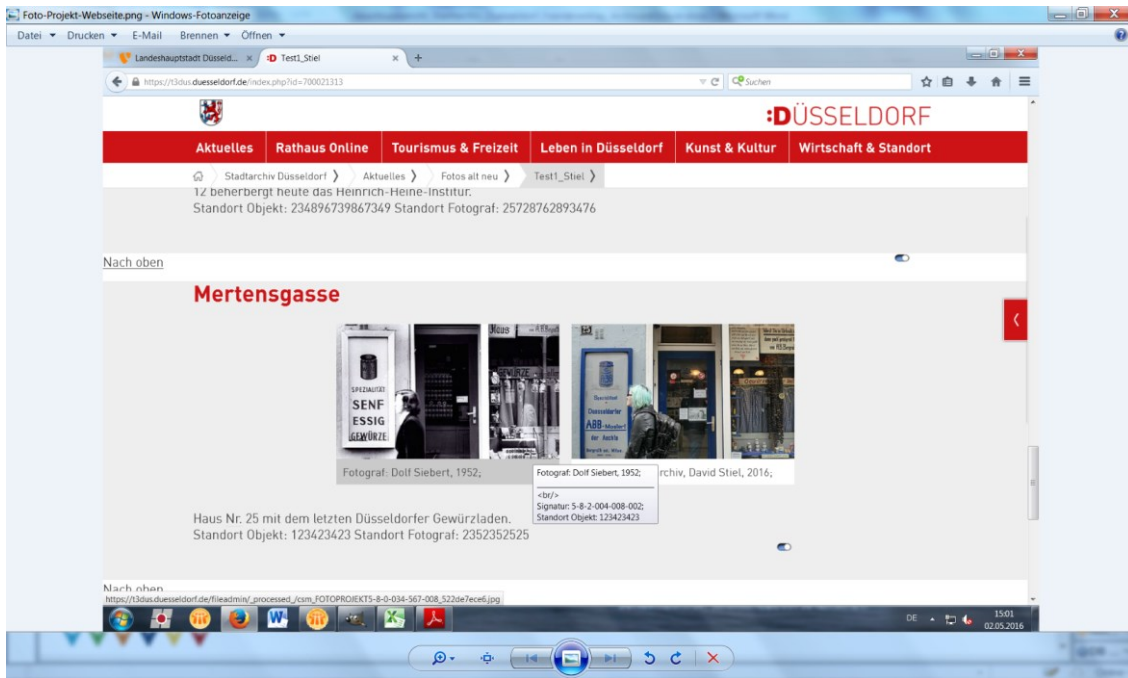 Foto-Projekt-Webseite.png - Windows-Fotoanzeige
Datei Drucken E-Mail Brennen Öffnen
Landeshauptstadt Düsseld... Test1_Stiel
https://t3dus.duesseldorf.de/index.php?id=700021313 Suchen
:DÜSSELDORF
Aktuelles Rathaus Online Tourismus & Freizeit Leben in Düsseldorf Kunst & Kultur Wirtschaft & Standort
Stadtarchiv Düsseldorf Aktuelles Fotos alt neu Test1_Stiel
12 beherbergt heute das Heinrich-Heine-Institur.
Standort Objekt: 234896739867349 Standort Fotograf: 25728762893476
Nach oben
Mertensgasse
SPEZIALITÄT
SENF
ESSIG
GEWÜRZE
GEWÜRZE
Düsseldorfer
ABB-Mostert
Fotograf: Dolf Siebert, 1952;
rchiv, David Stiel, 2016;
Fotograf: Dolf Siebert, 1952;
<br/>
Signatur: 5-8-2-004-008-002;
Standort Objekt: 123423423
Haus Nr. 25 mit dem letzten Düsseldorfer Gewürzladen.
Standort Objekt: 123423423 Standort Fotograf: 2352352525
Nach oben
https://t3dus.duesseldorf.de/fileadmin/_processed_/csm_FOTOPROJEKT5-8-0-034-567-008_522de7ece6.jpg
DE 15:01
02.05.2016